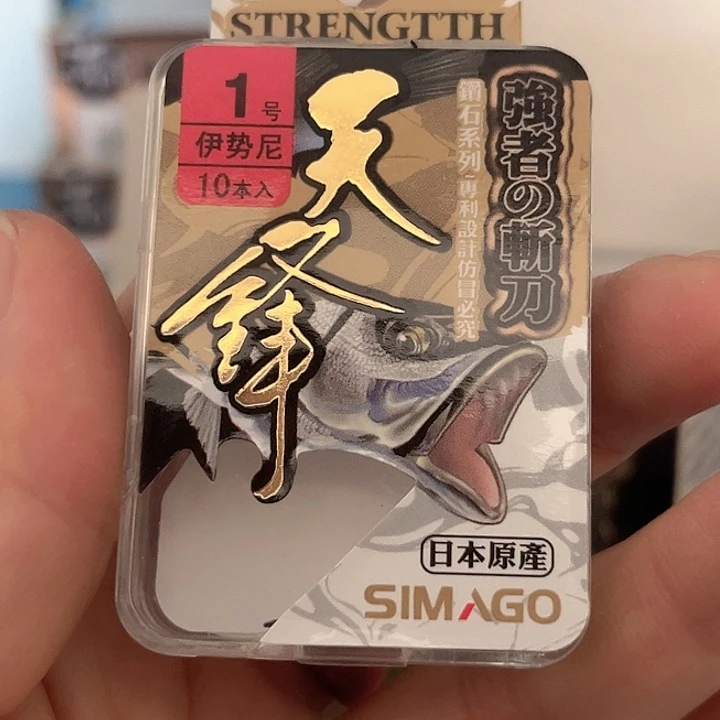 STRENGTTH
1号
伊勢尼
10本入
天鋒
鑽石系列-專利設計仿冒必究
強者の斬刀
日本原產
SIMAGO